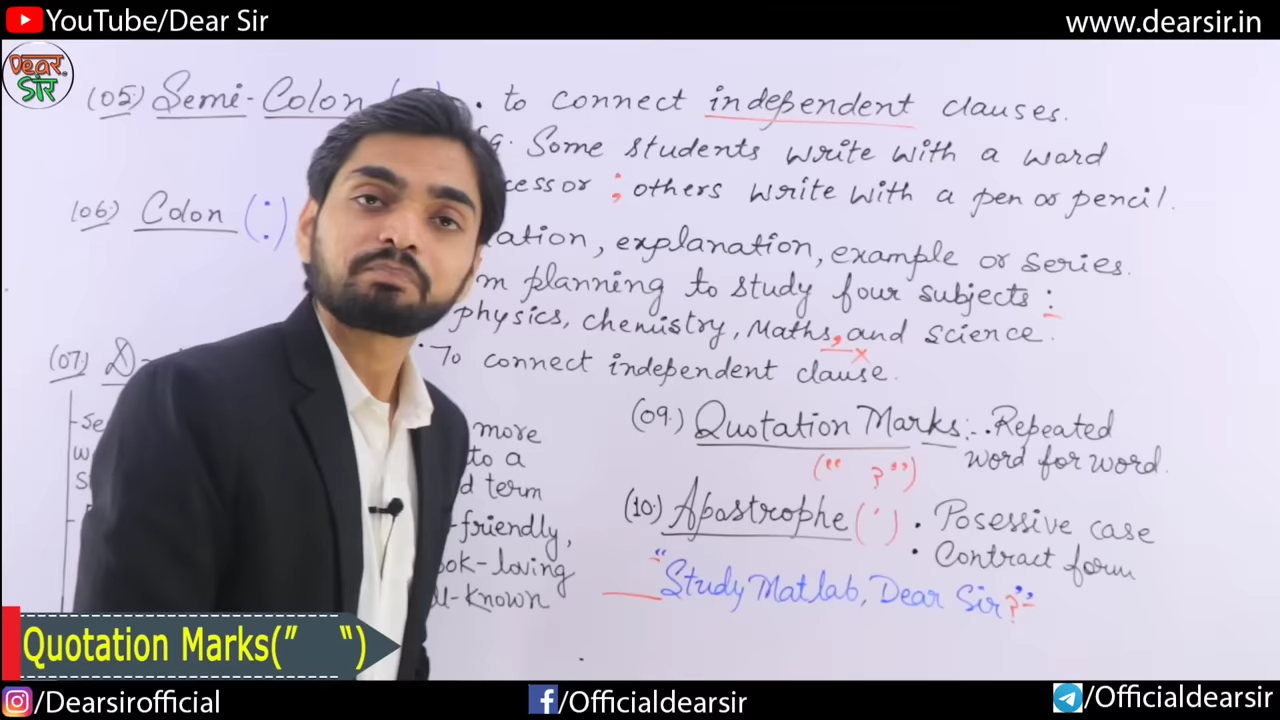 YouTube/Dear Sir
www.dearsir.in
Dear
Sir
(05) Semi-Colon • to connect independent clauses.
Some students write with a word
cessor ; others write with a pen or pencil.
(06) Colon (:) ation, explanation, example or series.
m planning to study four subjects :
physics, chemistry, Maths, and science.
(07) • To connect independent clause.
more
to a
d term
-friendly,
ok-loving
ll-known
(09.) Quotation Marks:- • Repeated
word for word.
(“ ?”)
(10.) Apastrophe (') • Posessive case
• Contract form
“Study Matlab, Dear Sir?”
Quotation Marks(” “)
/Dearsirofficial
/Officialdearsir
/Officialdearsir